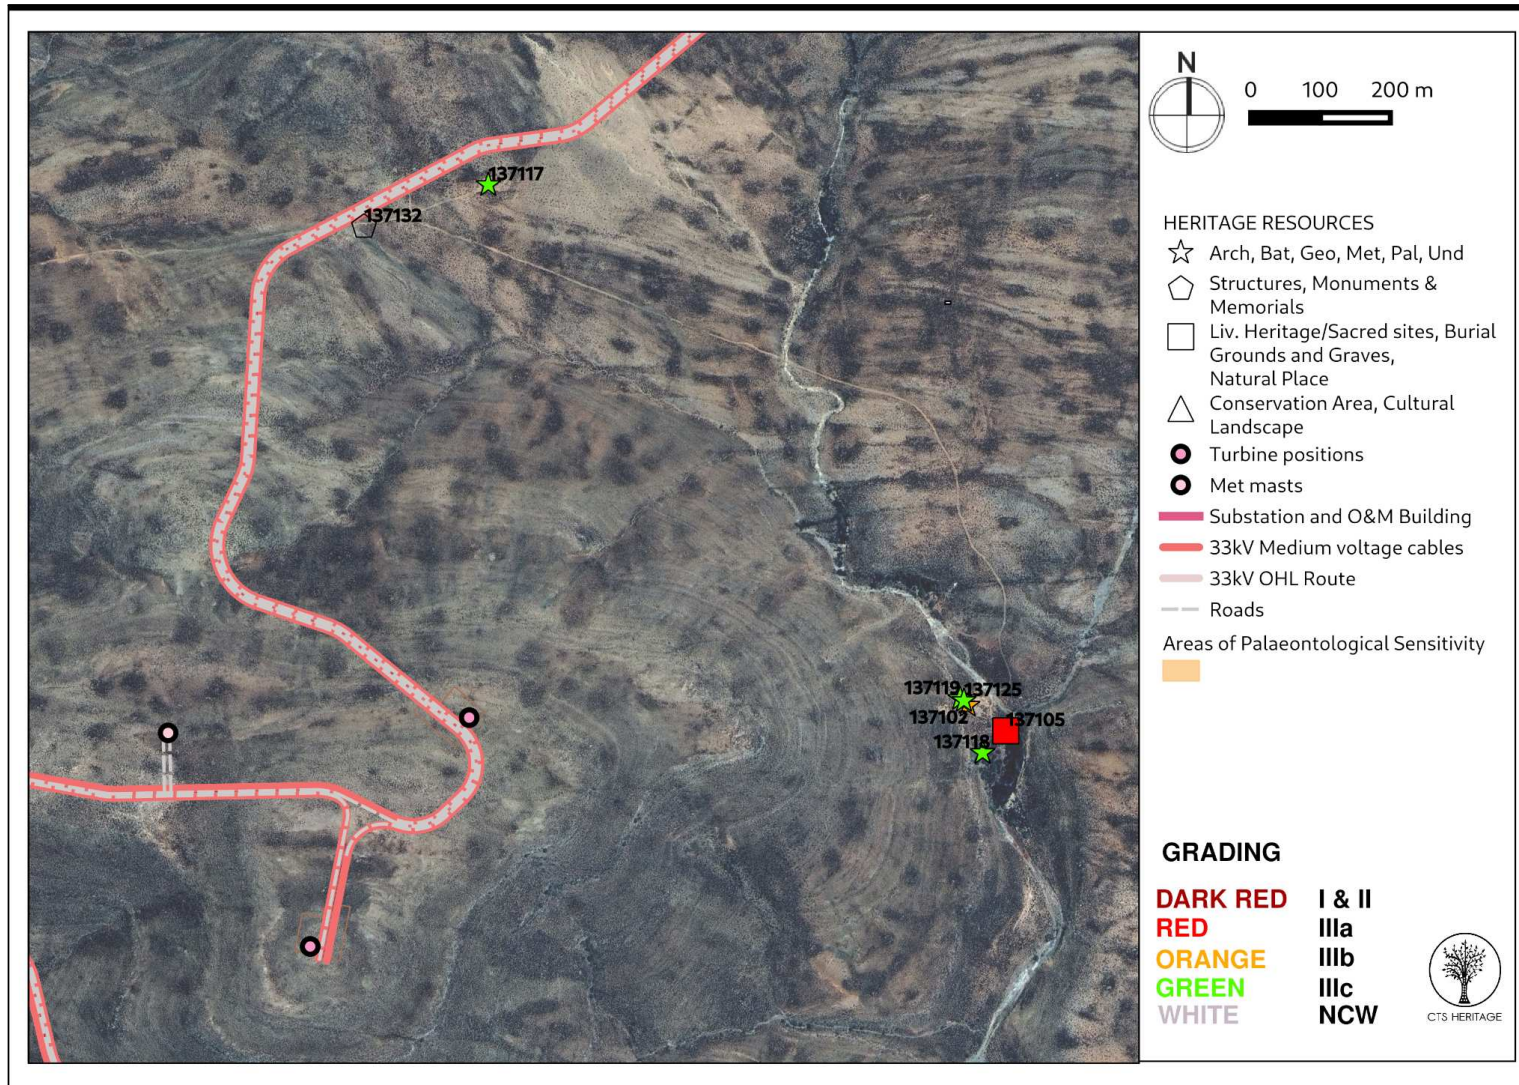 137117
137132
137119
137125
137102
137105
137118
N
0 100 200 m
HERITAGE RESOURCES
Arch, Bat, Geo, Met, Pal, Und
Structures, Monuments &
Memorials
Liv. Heritage/Sacred sites, Burial
Grounds and Graves,
Natural Place
Conservation Area, Cultural
Landscape
Turbine positions
Met masts
Substation and O&M Building
33kV Medium voltage cables
33kV OHL Route
Roads
Areas of Palaeontological Sensitivity
GRADING
DARK RED I & II
RED IIIa
ORANGE IIIb
GREEN IIIc
WHITE NCW
CTS HERITAGE